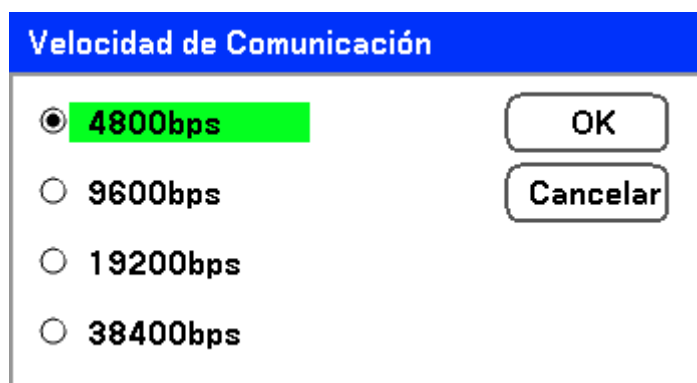 Velocidad de Comunicación
4800bps
OK
9600bps
Cancelar
19200bps
38400bps